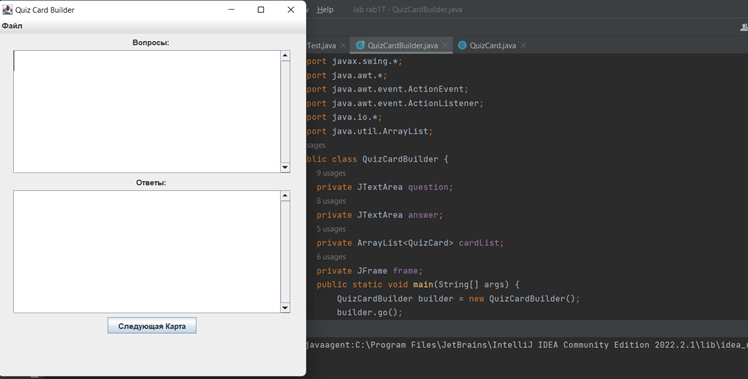 Quiz Card Builder
Файл
Вопросы:
Ответы:
Следующая Карта
Help
lab rab17 - QuizCardBuilder.java
Test.java
QuizCardBuilder.java
QuizCard.java
port javax.swing.*;
port java.awt.*;
port java.awt.event.ActionEvent;
port java.awt.event.ActionListener;
port java.io.*;
port java.util.ArrayList;
sages
blic class QuizCardBuilder {
9 usages
private JTextArea question;
8 usages
private JTextArea answer;
5 usages
private ArrayList<QuizCard> cardList;
6 usages
private JFrame frame;
public static void main(String[] args) {
QuizCardBuilder builder = new QuizCardBuilder();
builder.go();
javaagent:C:\Program Files\JetBrains\IntelliJ IDEA Community Edition 2022.2.1\lib\idea_